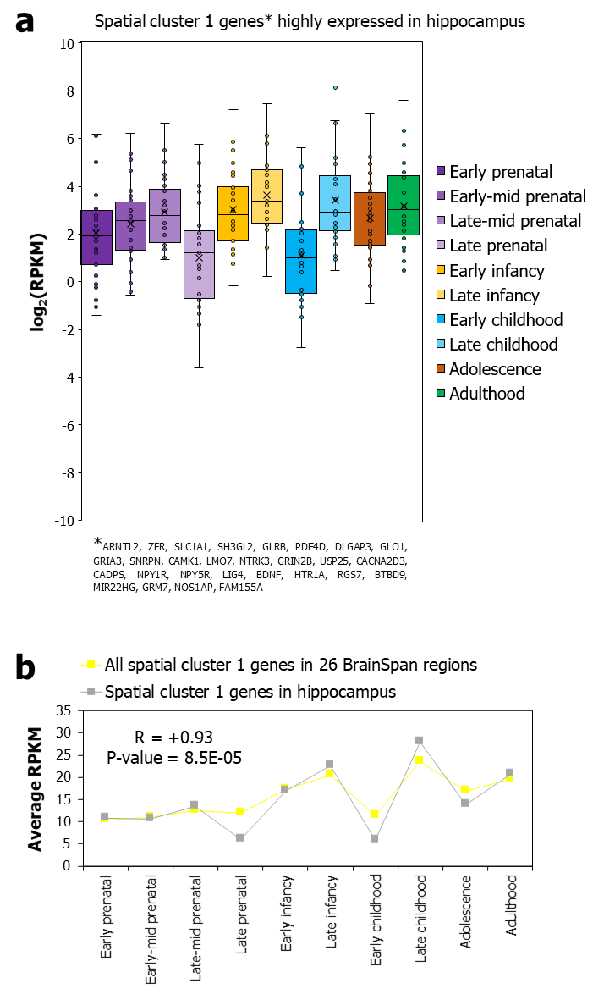 a
Spatial cluster 1 genes* highly expressed in hippocampus
10
8
6
4
2
0
-2
-4
-6
-8
-10
log2(RPKM)
Early prenatal
Early-mid prenatal
Late-mid prenatal
Late prenatal
Early infancy
Late infancy
Early childhood
Late childhood
Adolescence
Adulthood
*ARNTL2, ZFR, SLC1A1, SH3GL2, GLRB, PDE4D, DLGAP3, GLO1,
GRIA3, SNRPN, CAMK1, LMO7, NTRK3, GRIN2B, USP25, CACNA2D3,
CADPS, NPY1R, NPY5R, LIG4, BDNF, HTR1A, RGS7, BTBD9,
MIR22HG, GRM7, NOS1AP, FAM155A
b
All spatial cluster 1 genes in 26 BrainSpan regions
Spatial cluster 1 genes in hippocampus
35
30
25
20
15
10
5
0
Average RPKM
R = +0.93
P-value = 8.5E-05
Early prenatal
Early-mid prenatal
Late-mid prenatal
Late prenatal
Early infancy
Late infancy
Early childhood
Late childhood
Adolescence
Adulthood